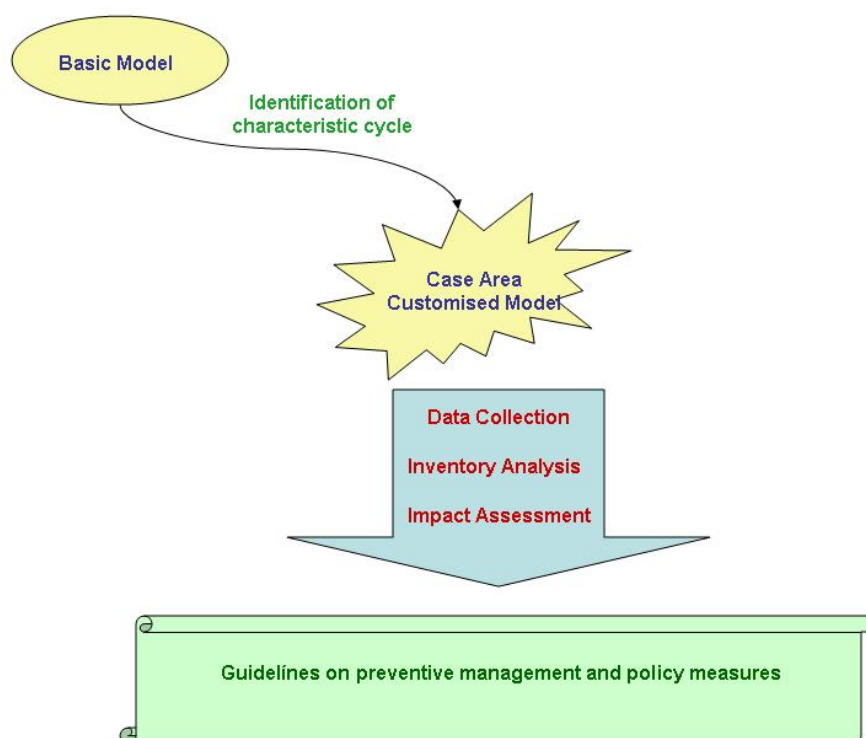 Basic Model
Identification of
characteristic cycle
Case Area
Customised Model
Data Collection
Inventory Analysis
Impact Assessment
Guidelínes on preventive management and policy measures